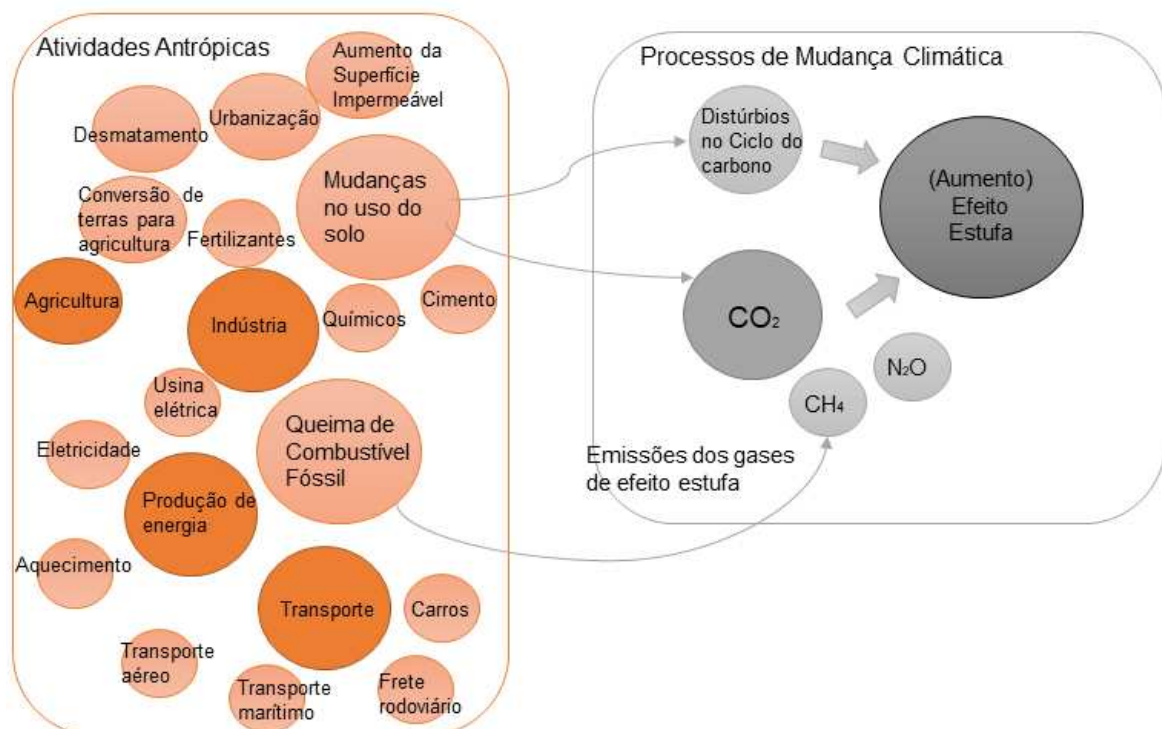 Atividades Antrópicas
Aumento da
Superfície
Impermeável
Urbanização
Desmatamento
Mudanças
no uso do
solo
Conversão de
terras para
agricultura
Fertilizantes
Agricultura
Indústria
Químicos
Cimento
Usina
elétrica
Queima de
Combustível
Fóssil
Eletricidade
Produção de
energia
Aquecimento
Transporte
Carros
Transporte
aéreo
Transporte
marítimo
Frete
rodoviário
Processos de Mudança Climática
Distúrbios
no Ciclo do
carbono
(Aumento)
Efeito
Estufa
CO₂
N₂O
CH₄
Emissões dos gases
de efeito estufa